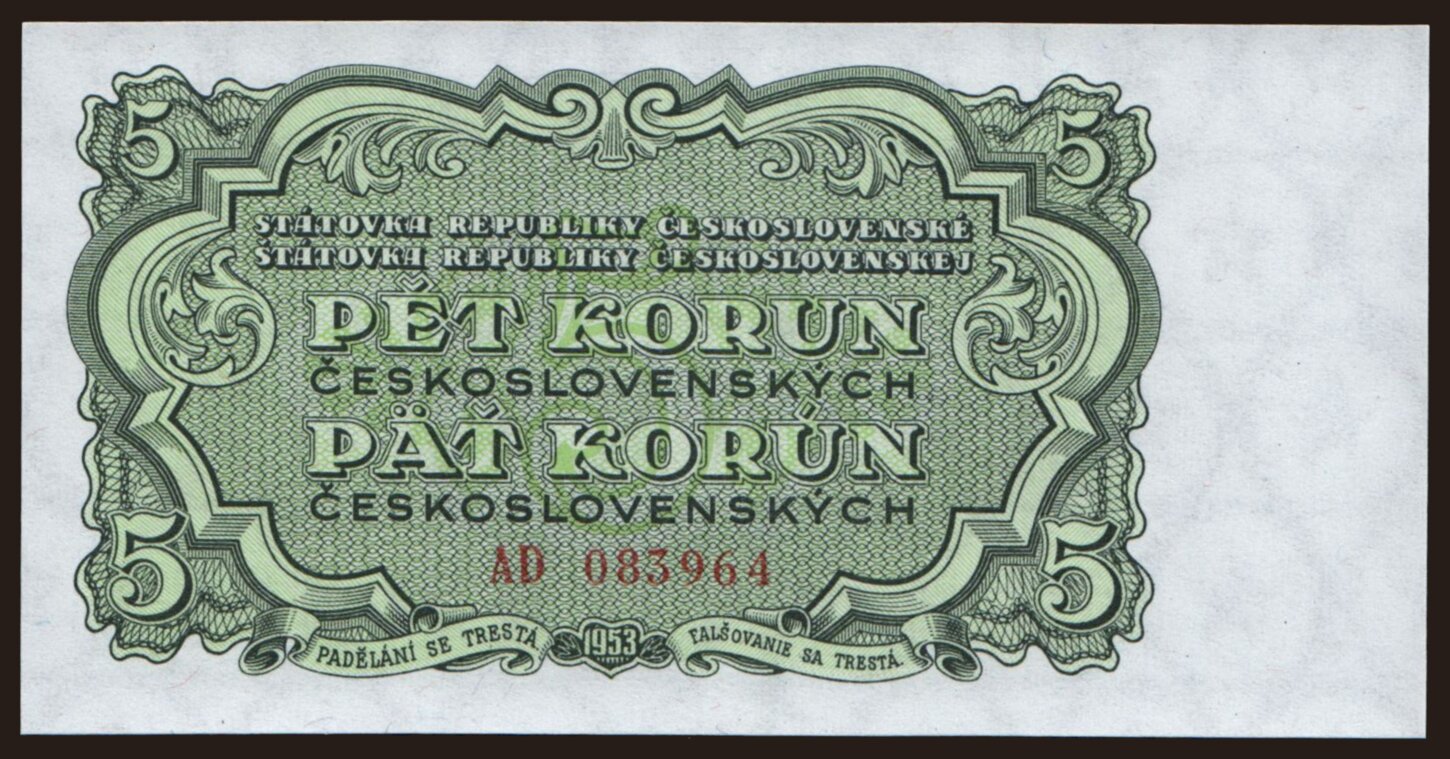 5 5
STÁTOVKA REPUBLIKY ČESKOSLOVENSKÉ
ŠTÁTOVKA REPUBLIKY ČESKOSLOVENSKEJ
PĚT KORUN
ČESKOSLOVENSKÝCH
PÄŤ KORÚN
ČESKOSLOVENSKÝCH
AD 083964
5 5
PADĚLÁNÍ SE TRESTÁ. 1953 FALŠOVANIE SA TRESTÁ.